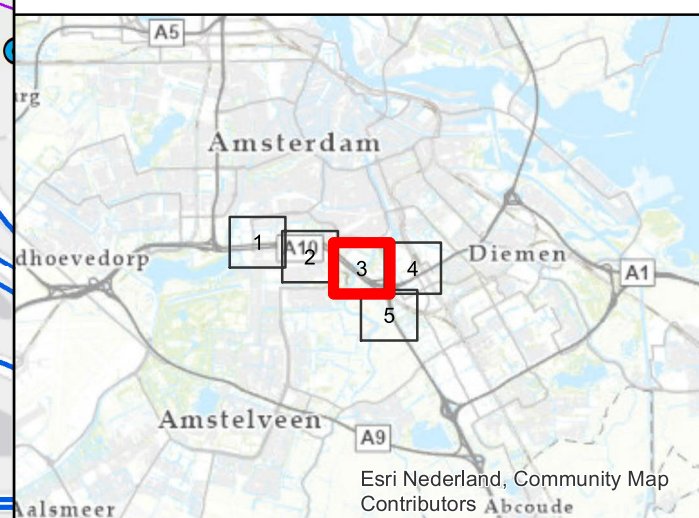 A5
urg
Amsterdam
1
A10
2
3
4
Diemen
dhoevedorp
A1
5
Amstelveen
A9
Esri Nederland, Community Map
Contributors
Abcoude
Aalsmeer